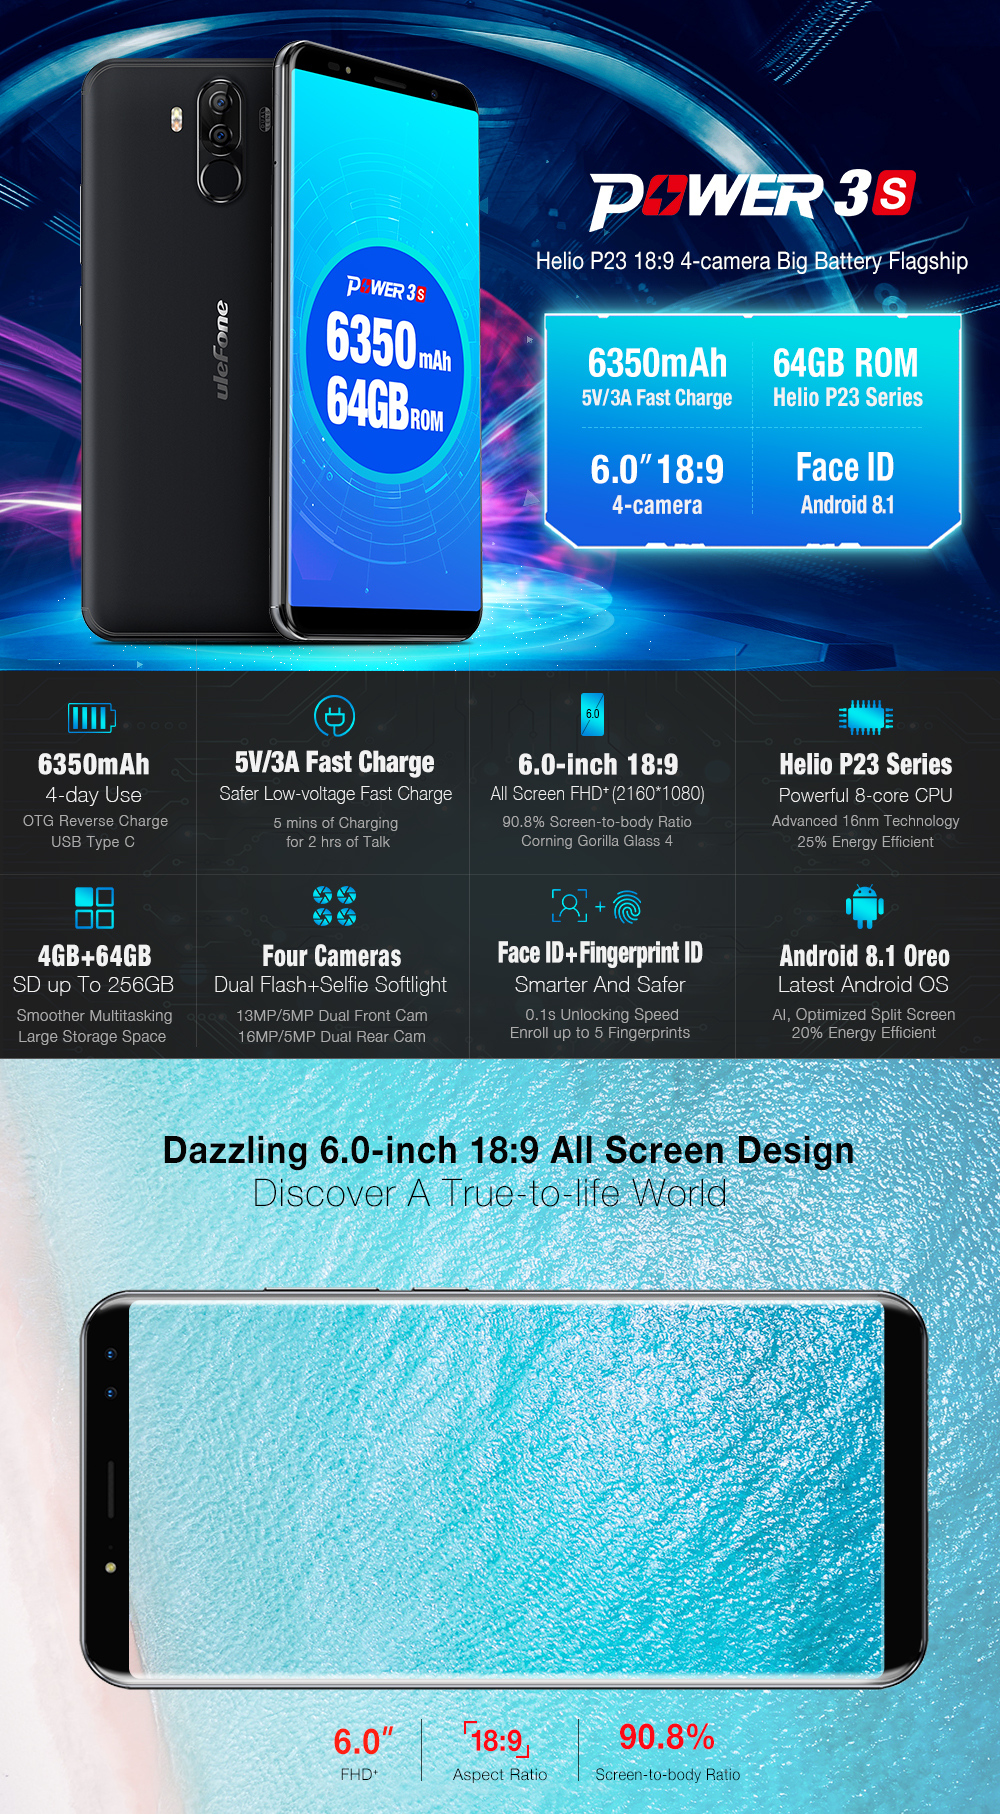 POWER 3S
Helio P23 18:9 4-camera Big Battery Flagship
ulefone
POWER 3S
6350 mAh
64GB ROM
6350mAh
5V/3A Fast Charge
64GB ROM
Helio P23 Series
6.0″ 18:9
4-camera
Face ID
Android 8.1
6350mAh
4-day Use
OTG Reverse Charge
USB Type C
5V/3A Fast Charge
Safer Low-voltage Fast Charge
5 mins of Charging
for 2 hrs of Talk
6.0
6.0-inch 18:9
All Screen FHD+ (2160*1080)
90.8% Screen-to-body Ratio
Corning Gorilla Glass 4
Helio P23 Series
Powerful 8-core CPU
Advanced 16nm Technology
25% Energy Efficient
4GB+64GB
SD up To 256GB
Smoother Multitasking
Large Storage Space
Four Cameras
Dual Flash+Selfie Softlight
13MP/5MP Dual Front Cam
16MP/5MP Dual Rear Cam
+
Face ID+Fingerprint ID
Smarter And Safer
0.1s Unlocking Speed
Enroll up to 5 Fingerprints
Android 8.1 Oreo
Latest Android OS
AI, Optimized Split Screen
20% Energy Efficient
Dazzling 6.0-inch 18:9 All Screen Design
Discover A True-to-life World
6.0″
FHD+
18:9
Aspect Ratio
90.8%
Screen-to-body Ratio